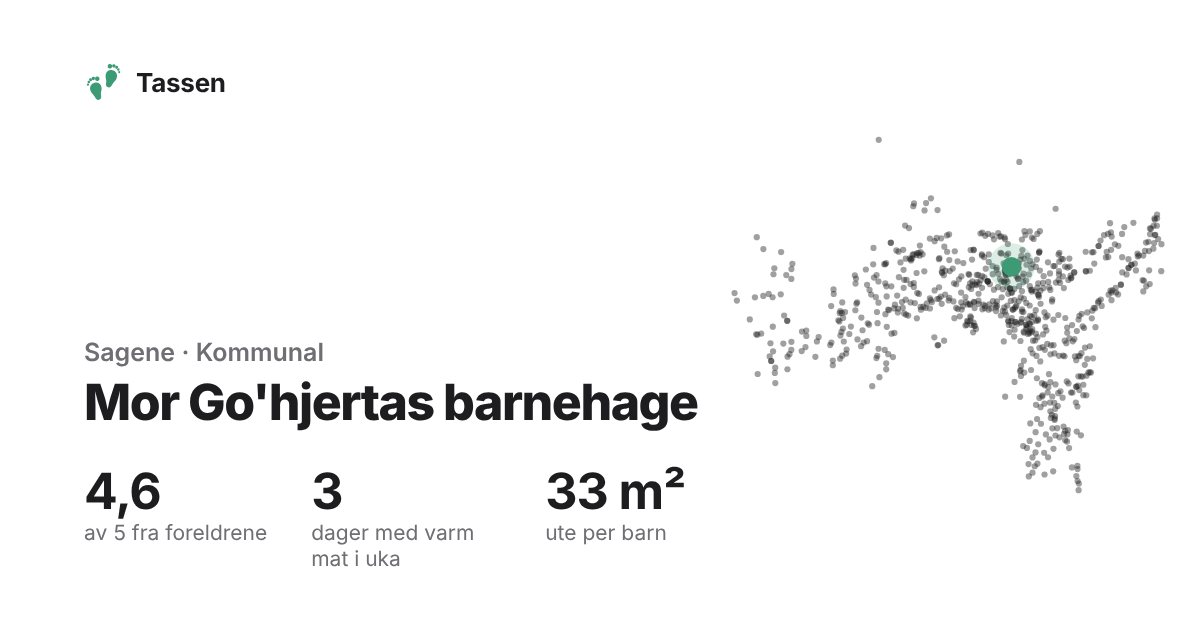 Tassen
Sagene · Kommunal
Mor Go'hjertas barnehage
4,6
av 5 fra foreldrene
3
dager med varm
mat i uka
33 m²
ute per barn